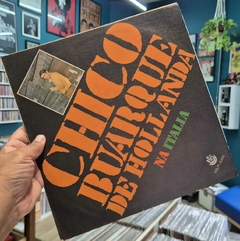 CHICO
BUARQUE
DE HOLLANDA
NA ITALIA